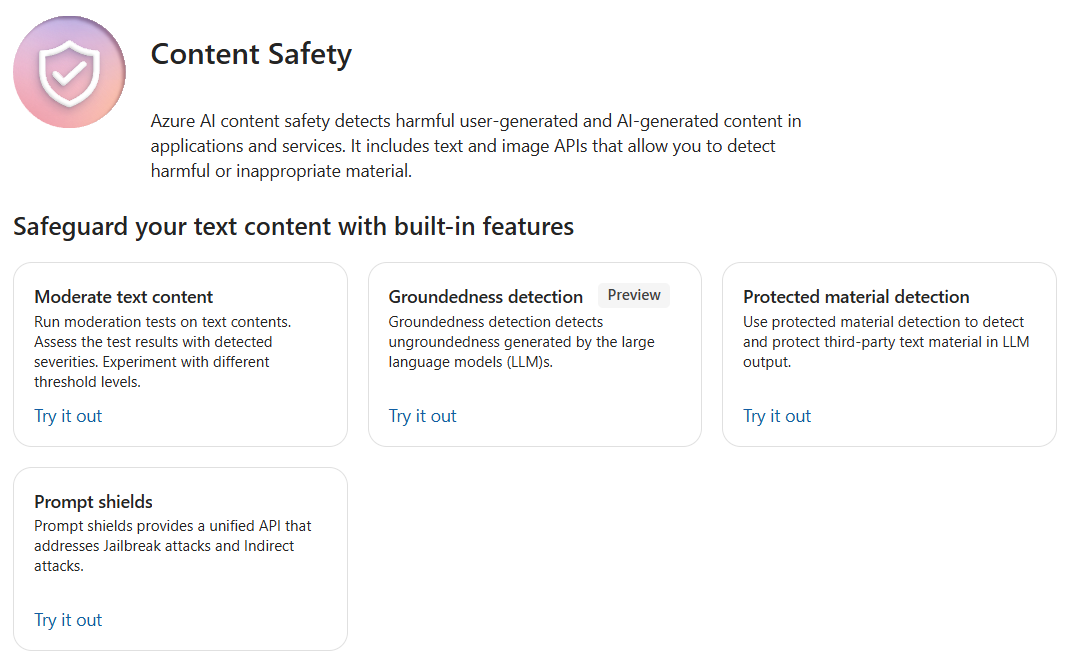 Content Safety
Azure AI content safety detects harmful user-generated and AI-generated content in
applications and services. It includes text and image APIs that allow you to detect
harmful or inappropriate material.
Safeguard your text content with built-in features
Moderate text content
Run moderation tests on text contents.
Assess the test results with detected
severities. Experiment with different
threshold levels.
Try it out
Groundedness detection Preview
Groundedness detection detects
ungroundedness generated by the large
language models (LLM)s.
Try it out
Protected material detection
Use protected material detection to detect
and protect third-party text material in LLM
output.
Try it out
Prompt shields
Prompt shields provides a unified API that
addresses Jailbreak attacks and Indirect
attacks.
Try it out